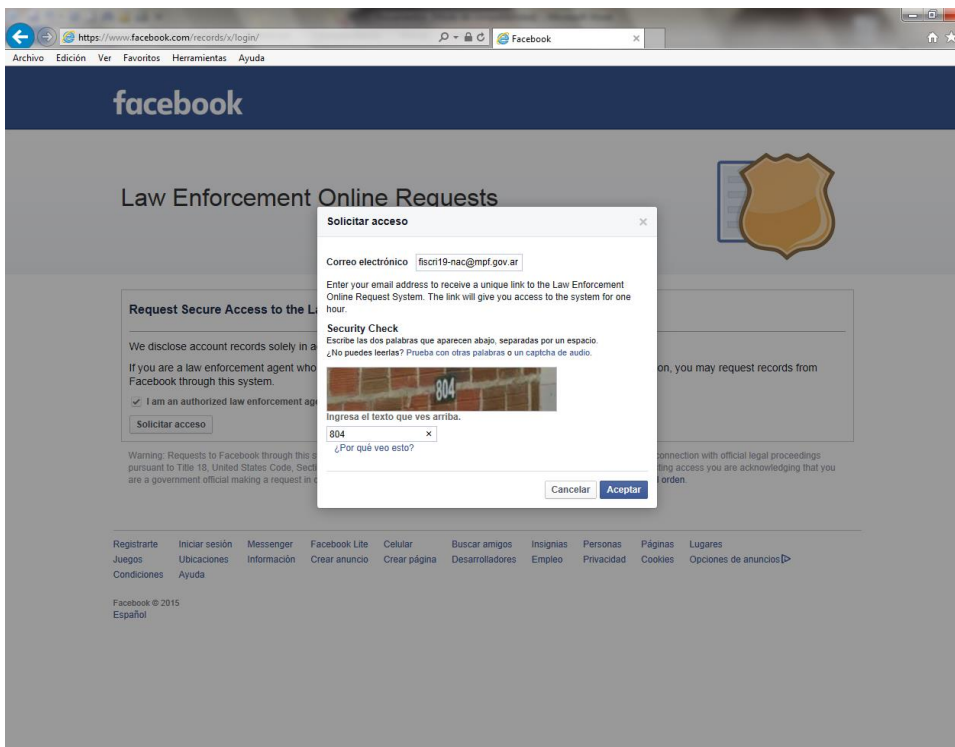 https://www.facebook.com/records/x/login/
Facebook
Archivo Edición Ver Favoritos Herramientas Ayuda
facebook
Law Enforcement Online Requests
Solicitar acceso
Correo electrónico fiscri19-nac@mpf.gov.ar
Enter your email address to receive a unique link to the Law Enforcement
Online Request System. The link will give you access to the system for one
hour.
Security Check
Escribe las dos palabras que aparecen abajo, separadas por un espacio.
¿No puedes leerlas? Prueba con otras palabras o un captcha de audio.
804
Ingresa el texto que ves arriba.
804
¿Por qué veo esto?
Cancelar Aceptar
Request Secure Access to the La
We disclose account records solely in a
If you are a law enforcement agent who on, you may request records from
Facebook through this system.
I am an authorized law enforcement age
Solicitar acceso
Warning: Requests to Facebook through this s connection with official legal proceedings
pursuant to Title 18, United States Code, Secti ting access you are acknowledging that you
are a government official making a request in c l orden.
Registrarte Iniciar sesión Messenger Facebook Lite Celular Buscar amigos Insignias Personas Páginas Lugares
Juegos Ubicaciones Información Crear anuncio Crear página Desarrolladores Empleo Privacidad Cookies Opciones de anuncios
Condiciones Ayuda
Facebook © 2015
Español